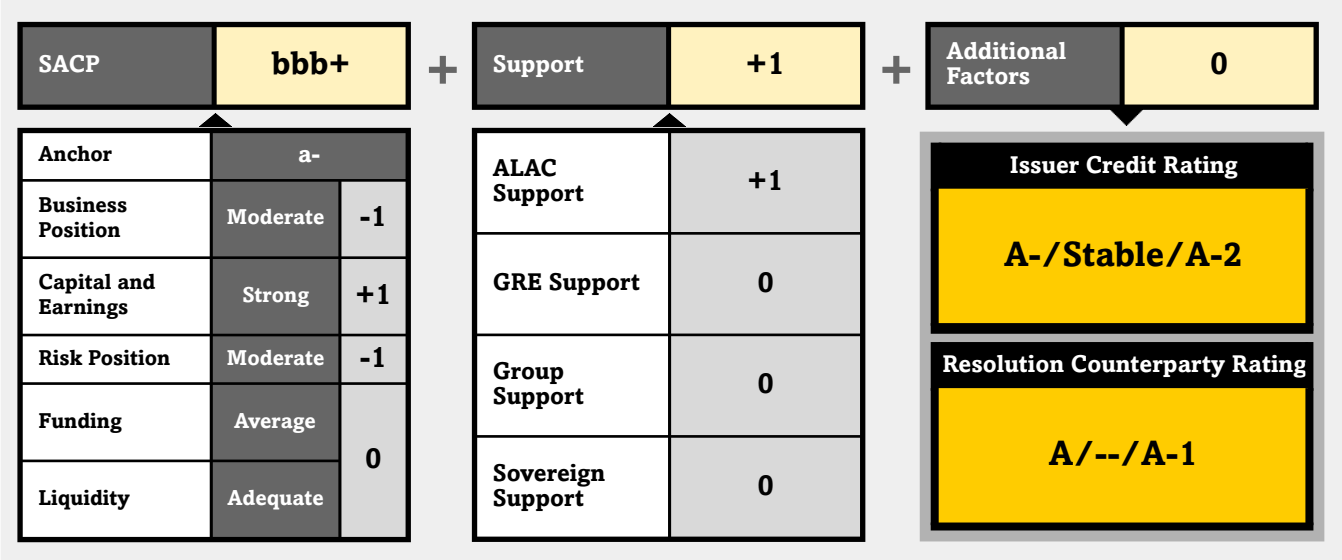 SACP
bbb+
+
Support
+1
+
Additional
Factors
0
Anchor
a-
Business
Position
Moderate
-1
Capital and
Earnings
Strong
+1
Risk Position
Moderate
-1
Funding
Average
0
Liquidity
Adequate
ALAC
Support
+1
GRE Support
0
Group
Support
0
Sovereign
Support
0
Issuer Credit Rating
A-/Stable/A-2
Resolution Counterparty Rating
A/--/A-1